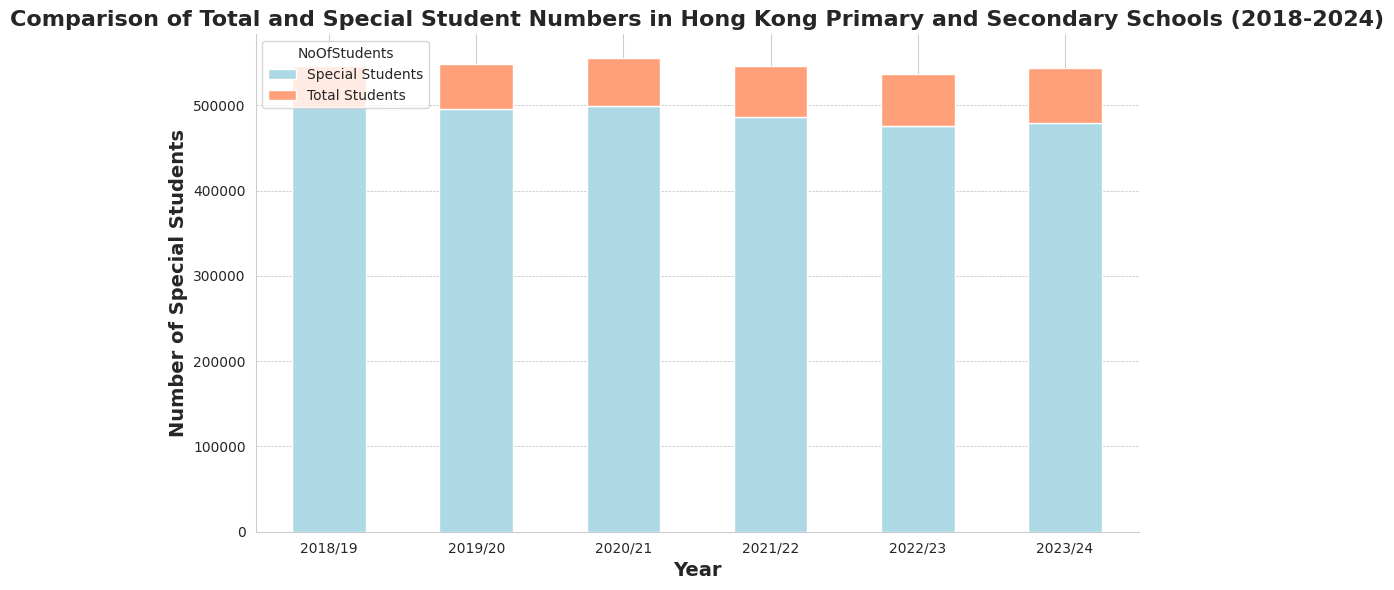 Comparison of Total and Special Student Numbers in Hong Kong Primary and Secondary Schools (2018-2024)
NoOfStudents
Special Students
Total Students
Number of Special Students
500000
400000
300000
200000
100000
0
2018/19
2019/20
2020/21
2021/22
2022/23
2023/24
Year